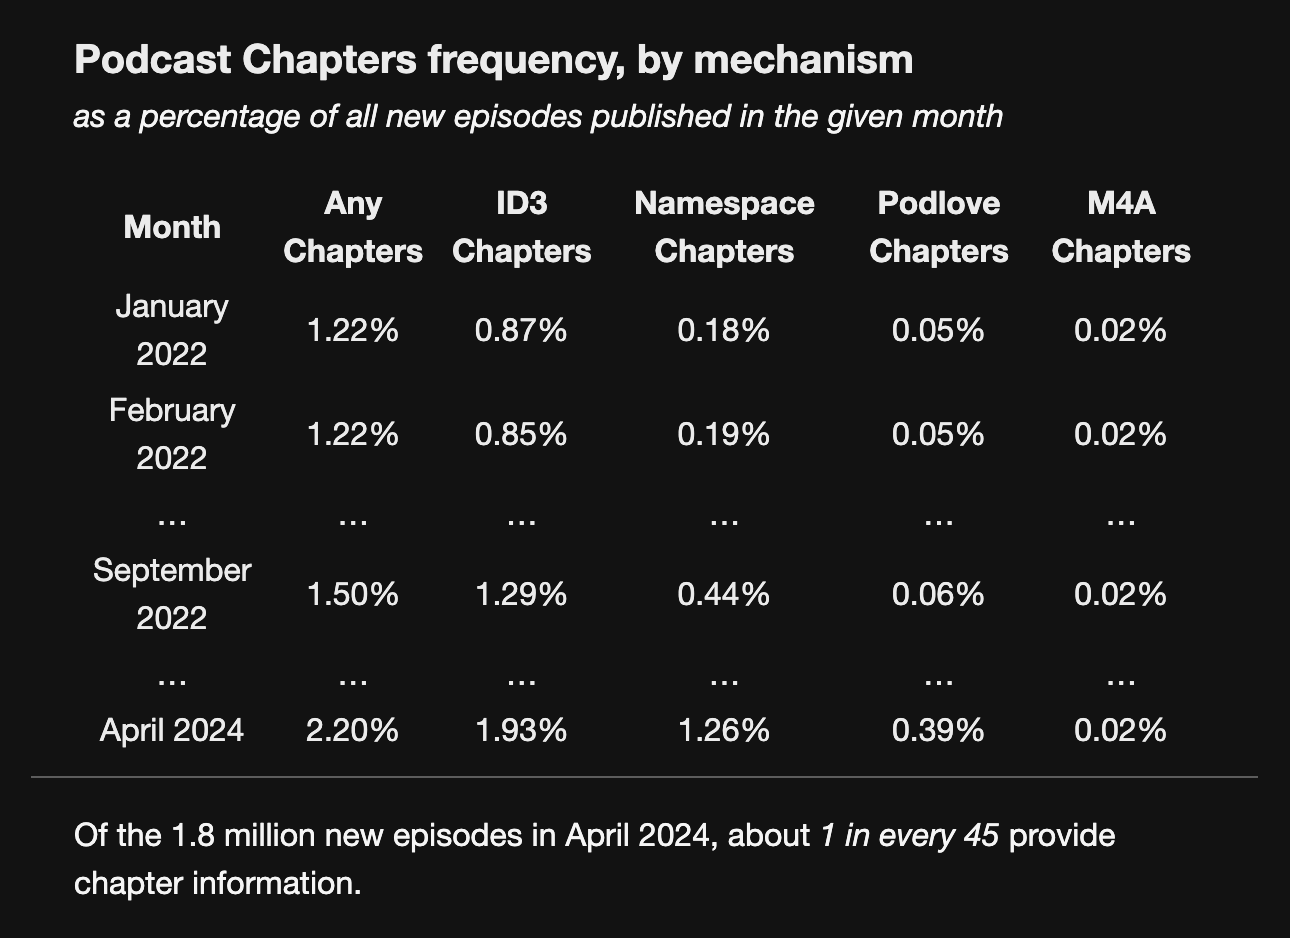 Podcast Chapters frequency, by mechanism
as a percentage of all new episodes published in the given month
Month Any Chapters ID3 Chapters Namespace Chapters Podlove Chapters M4A Chapters
January 2022 1.22% 0.87% 0.18% 0.05% 0.02%
February 2022 1.22% 0.85% 0.19% 0.05% 0.02%
... ... ... ... ... ...
September 2022 1.50% 1.29% 0.44% 0.06% 0.02%
... ... ... ... ... ...
April 2024 2.20% 1.93% 1.26% 0.39% 0.02%
Of the 1.8 million new episodes in April 2024, about 1 in every 45 provide
chapter information.